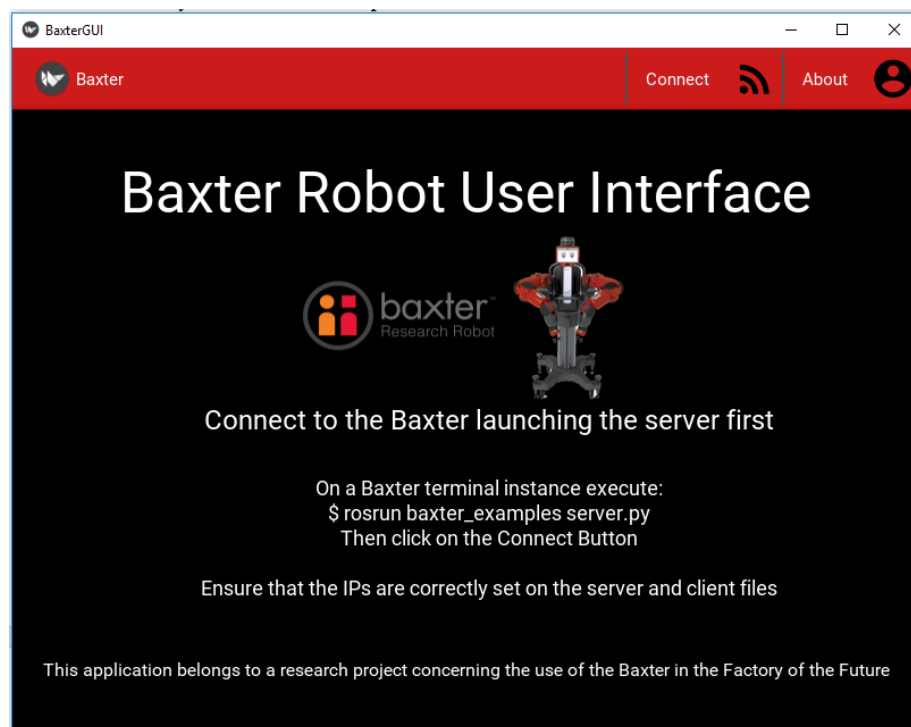 BaxterGUI
Baxter
Connect
About
Baxter Robot User Interface
baxter™
Research Robot
Connect to the Baxter launching the server first
On a Baxter terminal instance execute:
$ rosrun baxter_examples server.py
Then click on the Connect Button
Ensure that the IPs are correctly set on the server and client files
This application belongs to a research project concerning the use of the Baxter in the Factory of the Future